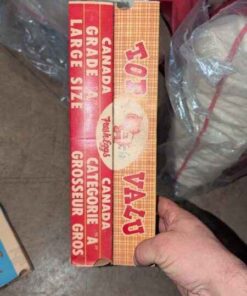 TOP VALU
Fresh Eggs
CANADA CANADA
GRADE A CATEGORIE "A"
LARGE SIZE GROSSEUR GROS